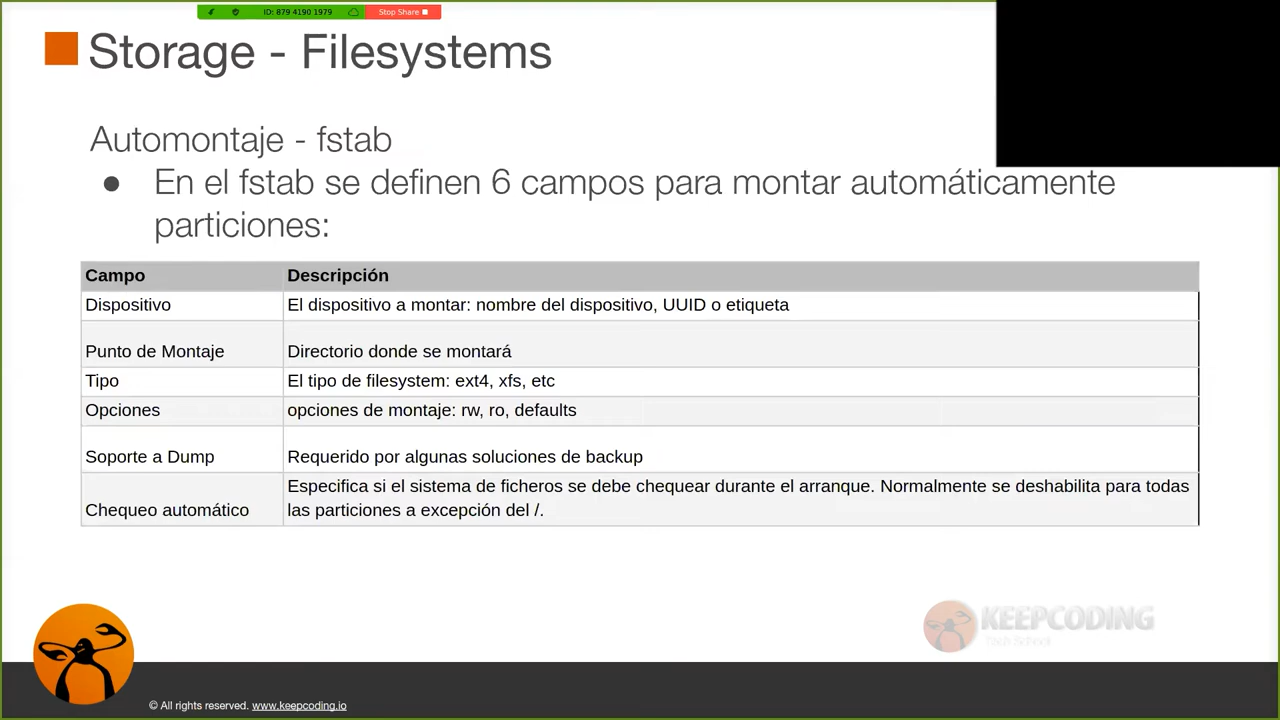 ID: 879 4190 1979 Stop Share
Storage - Filesystems
Automontaje - fstab
● En el fstab se definen 6 campos para montar automáticamente
particiones:
Campo Descripción
Dispositivo El dispositivo a montar: nombre del dispositivo, UUID o etiqueta
Punto de Montaje Directorio donde se montará
Tipo El tipo de filesystem: ext4, xfs, etc
Opciones opciones de montaje: rw, ro, defaults
Soporte a Dump Requerido por algunas soluciones de backup
Chequeo automático Especifica si el sistema de ficheros se debe chequear durante el arranque. Normalmente se deshabilita para todas
las particiones a excepción del /.
KEEPCODING
Tech School
© All rights reserved. www.keepcoding.io